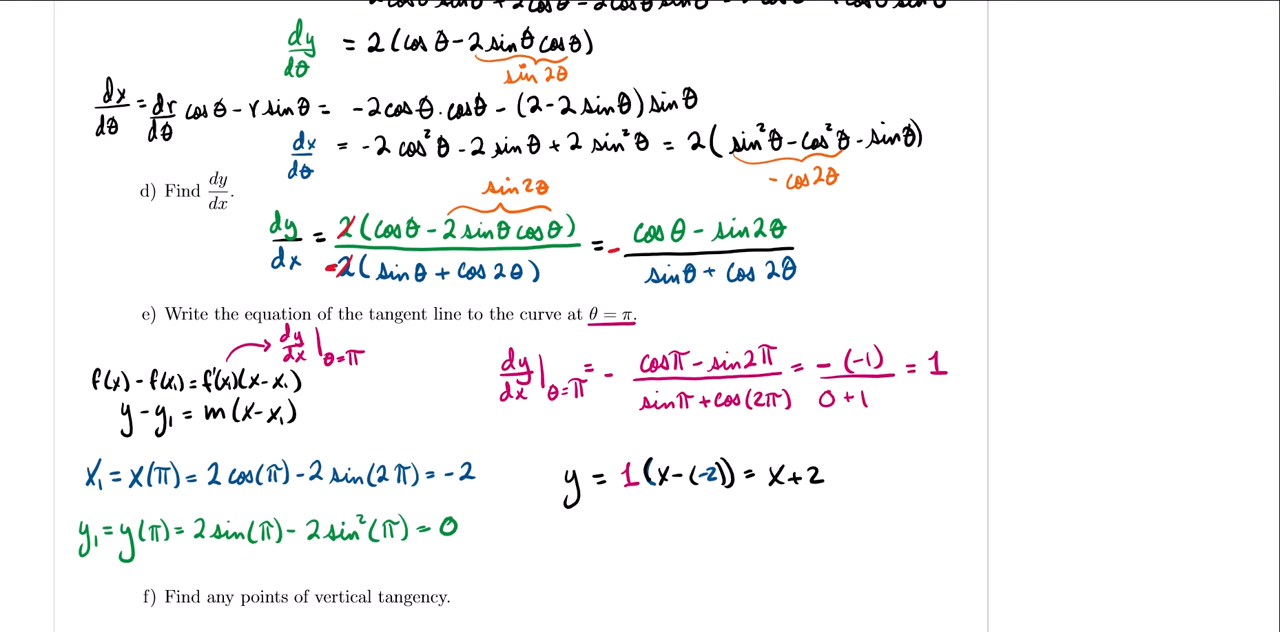 dy/dθ = 2(cos θ - 2 sin θ cos θ)
sin 2θ
dx/dθ = dr/dθ cos θ - r sin θ = -2cos θ · cos θ - (2 - 2 sin θ) sin θ
dx/dθ = -2 cos²θ - 2 sin θ + 2 sin²θ = 2(sin²θ - cos²θ - sin θ)
- cos 2θ
d) Find dy/dx.
sin 2θ
dy/dx = 2(cos θ - 2 sin θ cos θ) / -2(sin θ + cos 2θ) = - (cos θ - sin 2θ) / (sin θ + cos 2θ)
e) Write the equation of the tangent line to the curve at θ = π.
→ dy/dx |θ=π
f(x) - f(x₁) = f'(x₁)(x - x₁)
y - y₁ = m(x - x₁)
dy/dx |θ=π = - (cos π - sin 2π) / (sin π + cos(2π)) = -(-1) / (0 + 1) = 1
x₁ = x(π) = 2 cos(π) - 2 sin(2π) = -2
y = 1(x - (-2)) = x + 2
y₁ = y(π) = 2 sin(π) - 2 sin²(π) = 0
f) Find any points of vertical tangency.